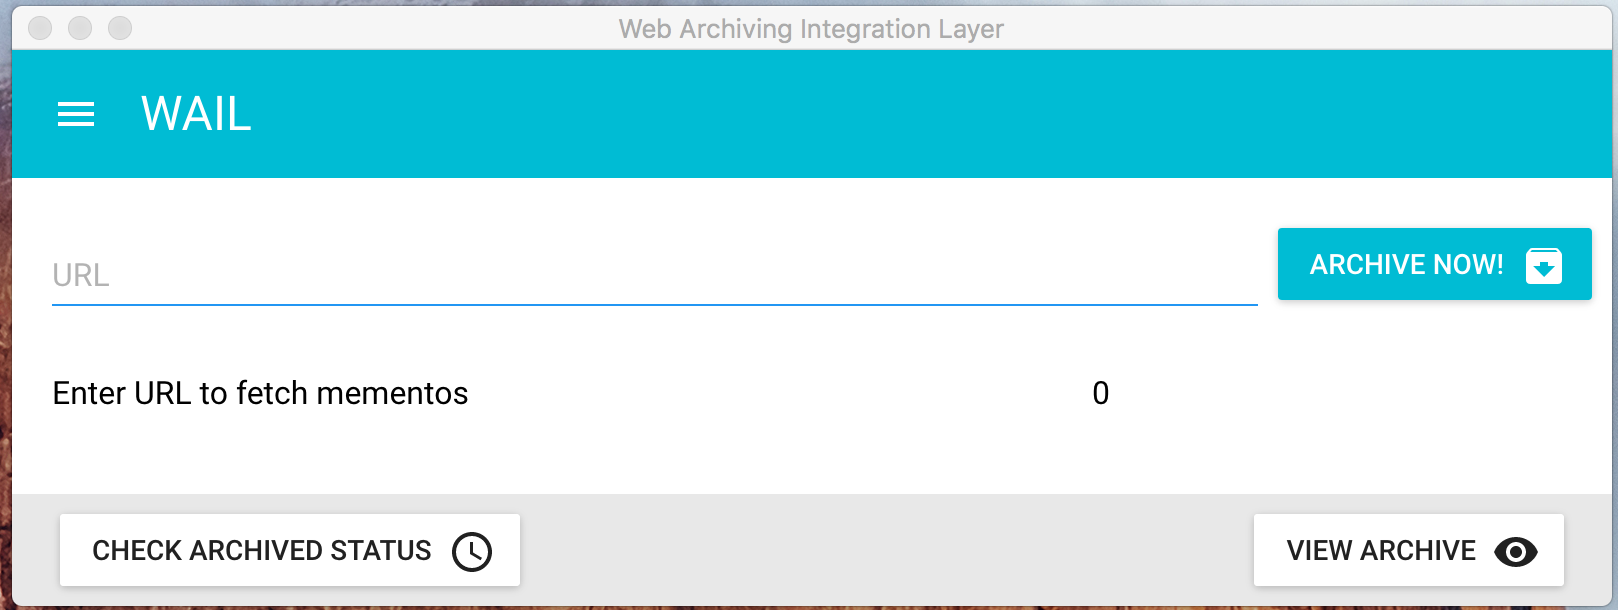 Web Archiving Integration Layer
WAIL
URL
ARCHIVE NOW!
Enter URL to fetch mementos 0
CHECK ARCHIVED STATUS
VIEW ARCHIVE